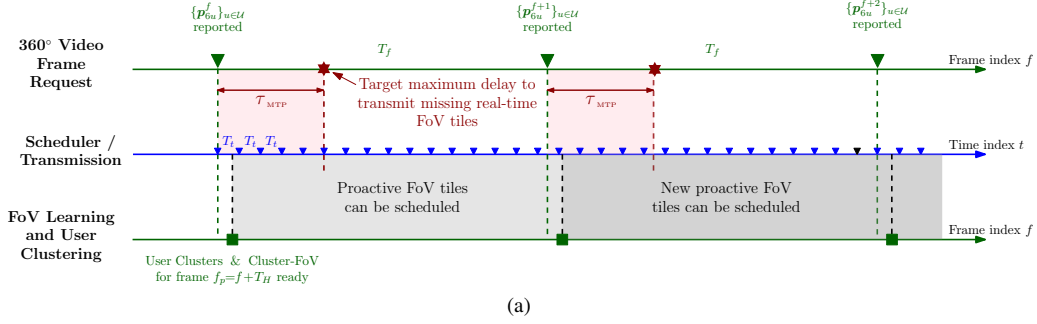 {p_{6u}^{f}}_{u∈U}
reported
{p_{6u}^{f+1}}_{u∈U}
reported
{p_{6u}^{f+2}}_{u∈U}
reported
360° Video
Frame
Request
T_f
T_f
Frame index f
τ_MTP
Target maximum delay to
transmit missing real-time
FoV tiles
τ_MTP
Scheduler /
Transmission
T_t T_t T_t
Time index t
Proactive FoV tiles
can be scheduled
New proactive FoV
tiles can be scheduled
FoV Learning
and User
Clustering
Frame index f
User Clusters & Cluster-FoV
for frame f_p=f+T_H ready
(a)